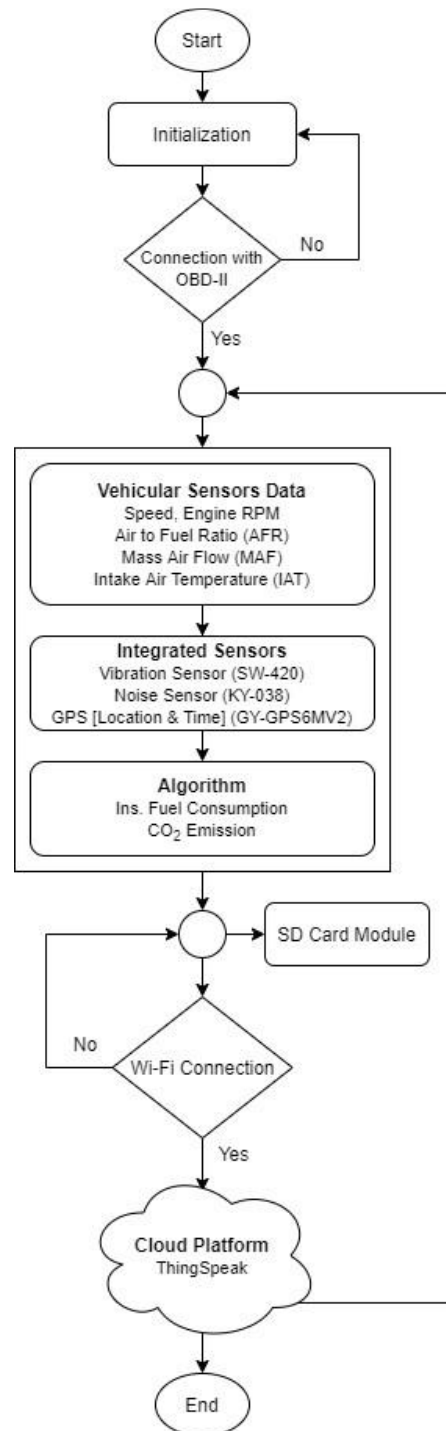 Start
Initialization
No
Connection with
OBD-II
Yes
Vehicular Sensors Data
Speed, Engine RPM
Air to Fuel Ratio (AFR)
Mass Air Flow (MAF)
Intake Air Temperature (IAT)
Integrated Sensors
Vibration Sensor (SW-420)
Noise Sensor (KY-038)
GPS [Location & Time] (GY-GPS6MV2)
Algorithm
Ins. Fuel Consumption
CO₂ Emission
SD Card Module
No
Wi-Fi Connection
Yes
Cloud Platform
ThingSpeak
End